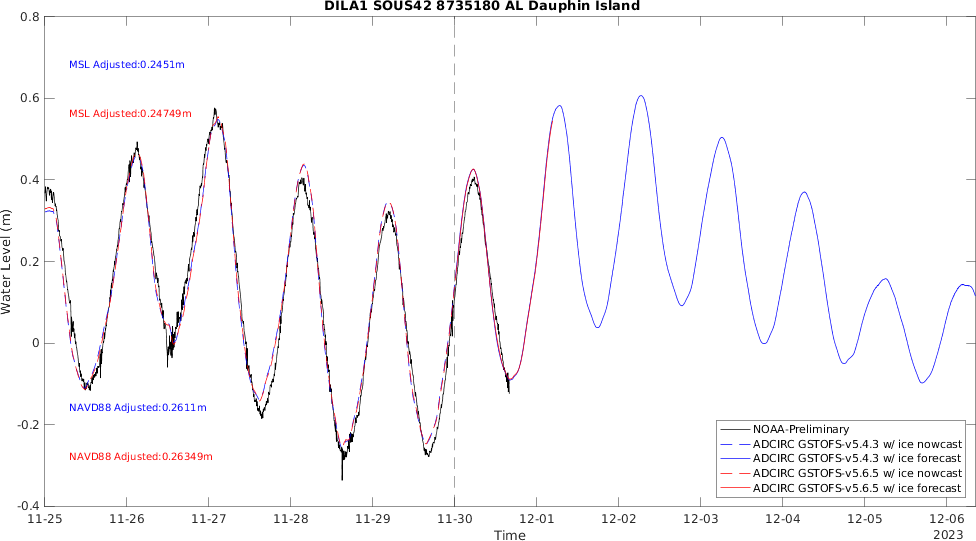 DILA1 SOUS42 8735180 AL Dauphin Island
0.8
0.6
0.4
0.2
0
-0.2
-0.4
Water Level (m)
MSL Adjusted:0.2451m
MSL Adjusted:0.24749m
NAVD88 Adjusted:0.2611m
NAVD88 Adjusted:0.26349m
NOAA-Preliminary
ADCIRC GSTOFS-v5.4.3 w/ ice nowcast
ADCIRC GSTOFS-v5.4.3 w/ ice forecast
ADCIRC GSTOFS-v5.6.5 w/ ice nowcast
ADCIRC GSTOFS-v5.6.5 w/ ice forecast
11-25 11-26 11-27 11-28 11-29 11-30 12-01 12-02 12-03 12-04 12-05 12-06
2023
Time